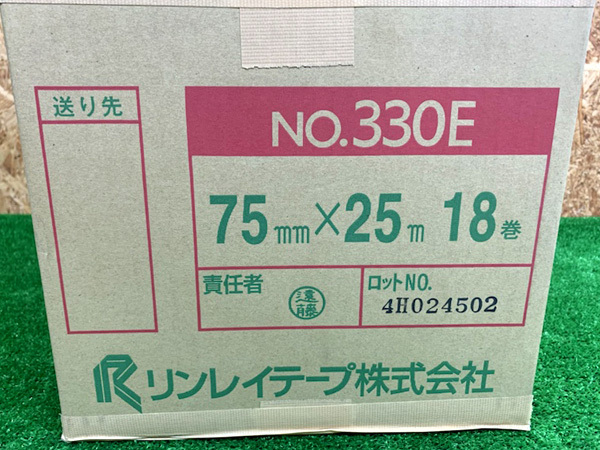 送り先
NO.330E
75mm×25m 18巻
責任者 遠藤 ロットNO.
4H024502
リンレイテープ株式会社